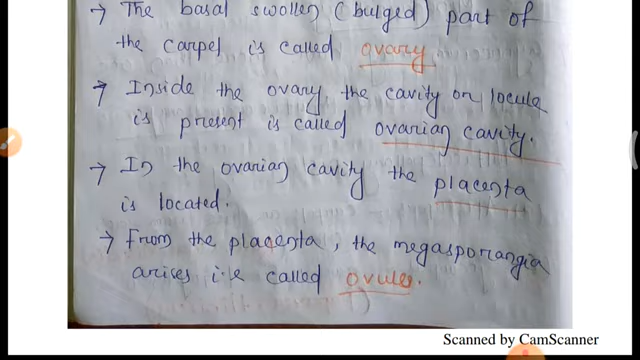 → The basal swollen (bulged) part of
the carpel is called ovary
→ Inside the ovary the cavity or locule
is present is called ovarian cavity.
→ In the ovarian cavity the placenta
is located.
→ From the placenta, the megasporangia
arises i.e called ovules.
Scanned by CamScanner